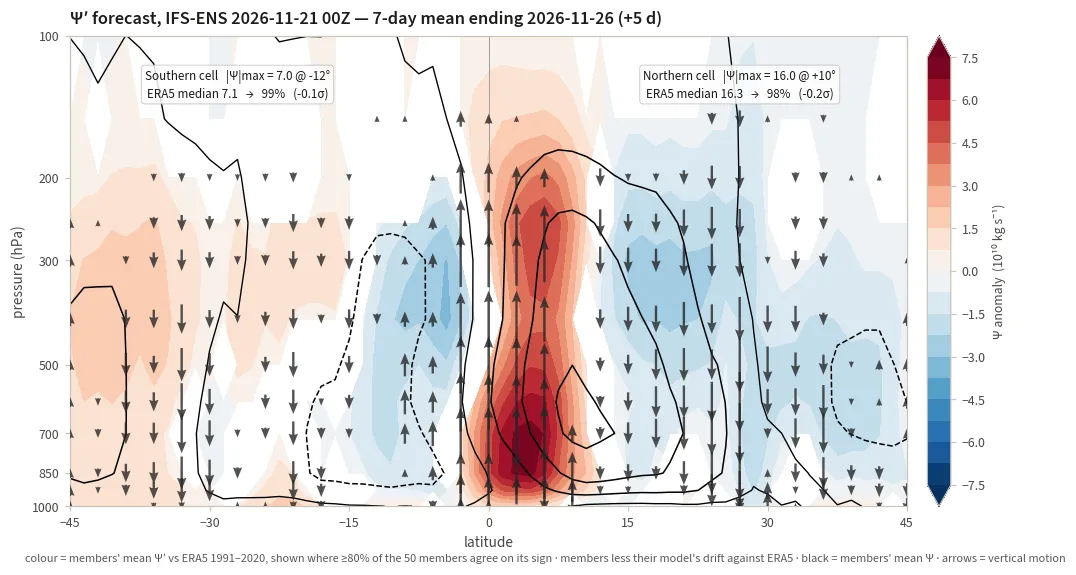 Ψ′ forecast, IFS-ENS 2026-11-21 00Z — 7-day mean ending 2026-11-26 (+5 d)
Southern cell |Ψ|max = 7.0 @ -12°
ERA5 median 7.1 → 99% (-0.1σ)
Northern cell |Ψ|max = 16.0 @ +10°
ERA5 median 16.3 → 98% (-0.2σ)
pressure (hPa)
100
200
300
400
500
700
850
1000
−45
−30
−15
0
15
30
45
latitude
7.5
6.0
4.5
3.0
1.5
0.0
−1.5
−3.0
−4.5
−6.0
−7.5
Ψ anomaly (10¹⁰ kg s⁻¹)
colour = members' mean Ψ′ vs ERA5 1991–2020, shown where ≥80% of the 50 members agree on its sign · members less their model's drift against ERA5 · black = members' mean Ψ · arrows = vertical motion